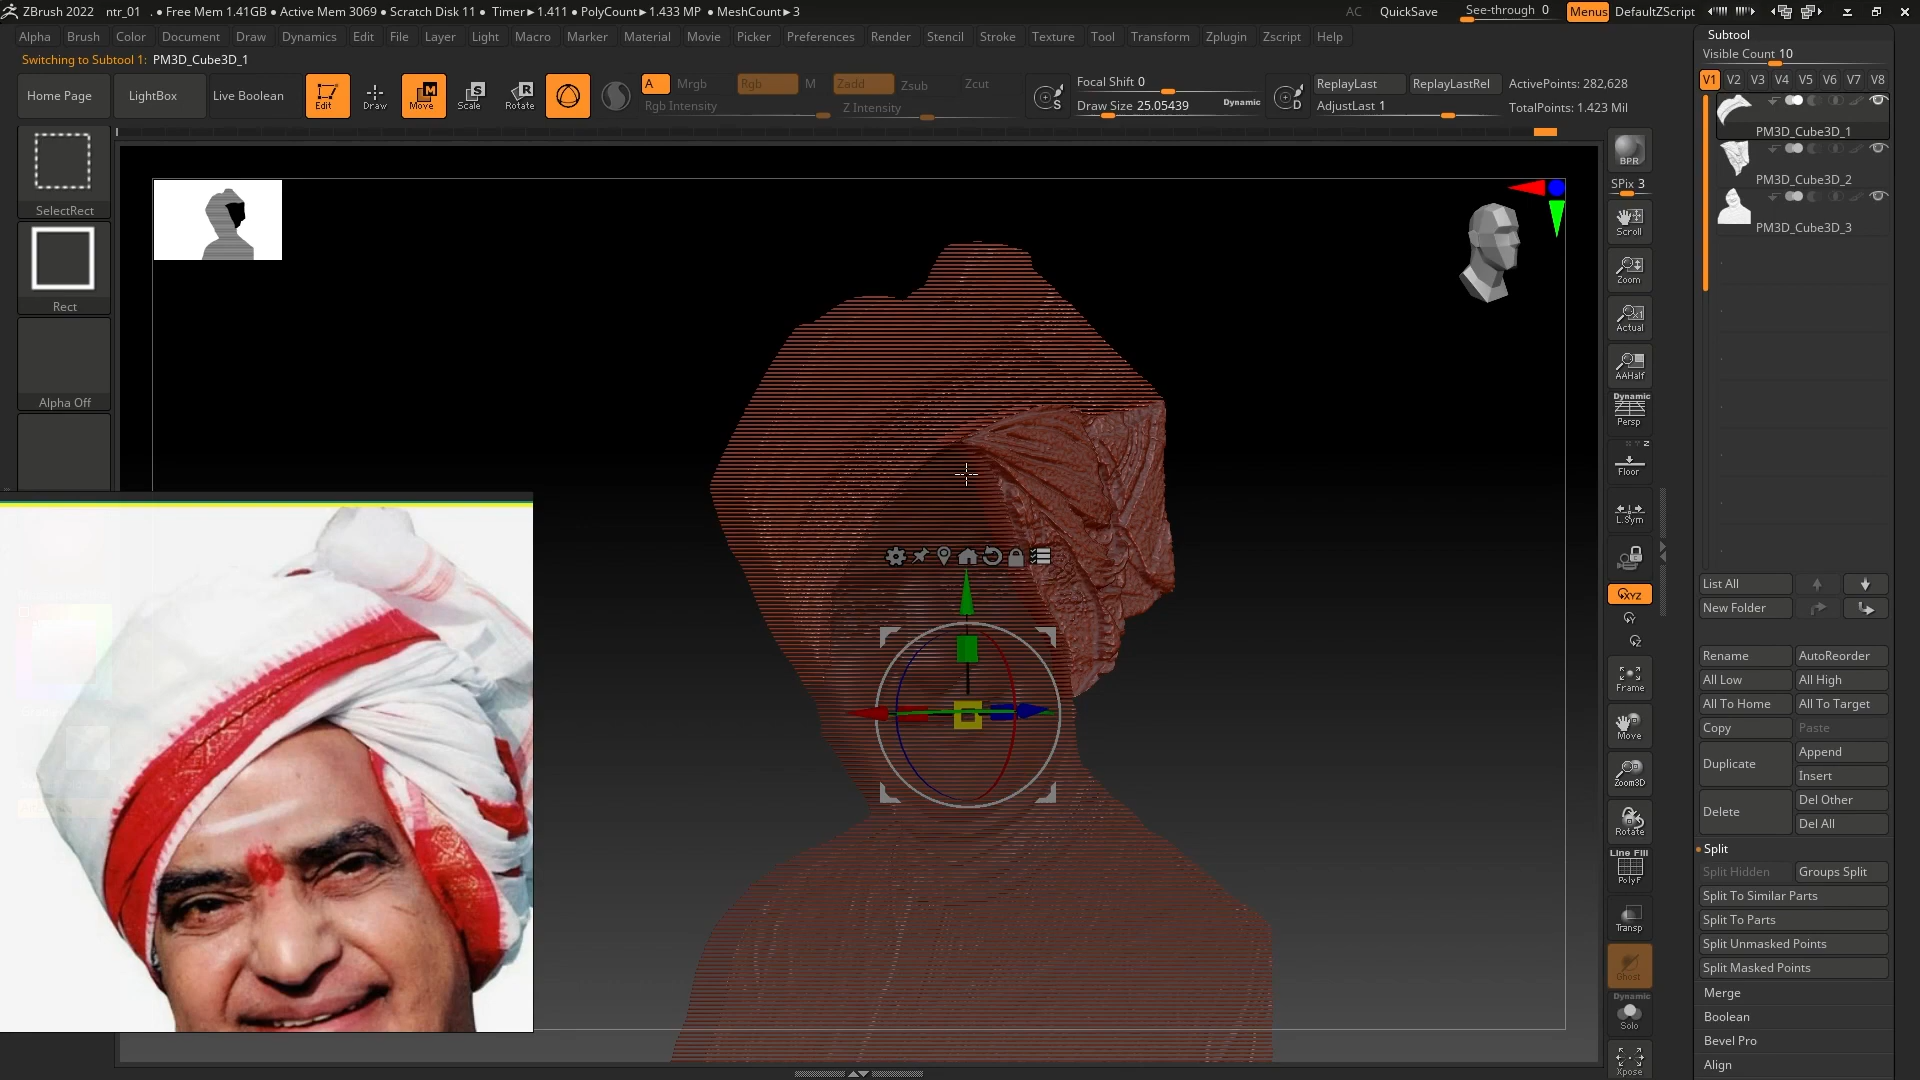 ZBrush 2022 ntr_01 . • Free Mem 1.41GB • Active Mem 3069 • Scratch Disk 11 • Timer▶1.411 • PolyCount▶1.433 MP • MeshCount▶3 AC QuickSave See-through 0 Menus DefaultZScript
Alpha Brush Color Document Draw Dynamics Edit File Layer Light Macro Marker Material Movie Picker Preferences Render Stencil Stroke Texture Tool Transform Zplugin Zscript Help
Switching to Subtool 1: PM3D_Cube3D_1
Home Page LightBox Live Boolean Edit Draw Move Scale Rotate
A Mrgb Rgb M Zadd Zsub Zcut
Rgb Intensity Z Intensity
Focal Shift 0
Draw Size 25.05439 Dynamic
ReplayLast ReplayLastRel ActivePoints: 282,628
AdjustLast 1 TotalPoints: 1.423 Mil
SelectRect
Rect
Alpha Off
BPR
SPix 3
Scroll
Zoom
Actual
AAHalf
Dynamic
Persp
Floor
L.Sym
XYZ
Frame
Move
Zoom3D
Rotate
Line Fill
PolyF
Transp
Ghost
Dynamic
Solo
Xpose
Subtool
Visible Count 10
V1 V2 V3 V4 V5 V6 V7 V8
PM3D_Cube3D_1
PM3D_Cube3D_2
PM3D_Cube3D_3
List All
New Folder
Rename AutoReorder
All Low All High
All To Home All To Target
Copy Paste
Duplicate Append
Insert
Delete Del Other
Del All
Split
Split Hidden Groups Split
Split To Similar Parts
Split To Parts
Split Unmasked Points
Split Masked Points
Merge
Boolean
Bevel Pro
Align